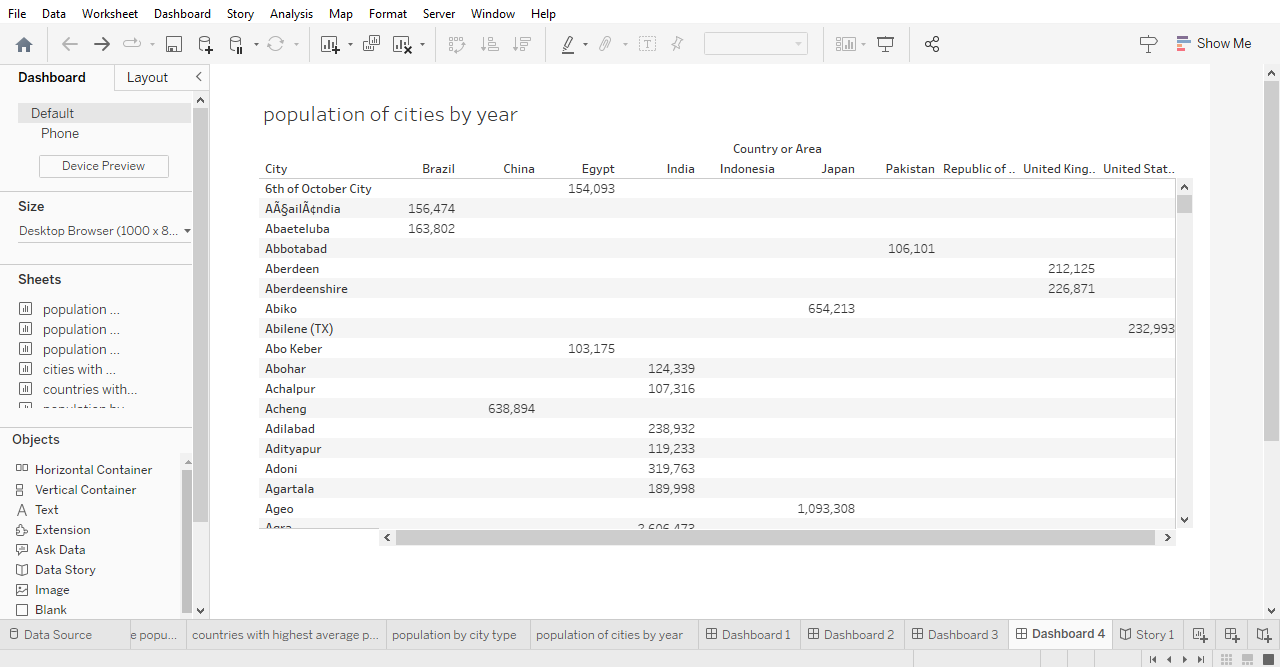 File Data Worksheet Dashboard Story Analysis Map Format Server Window Help
Show Me
Dashboard Layout
Default
Phone
Device Preview
Size
Desktop Browser (1000 x 8...
Sheets
population ...
population ...
population ...
cities with ...
countries with...
population by
Objects
Horizontal Container
Vertical Container
Text
Extension
Ask Data
Data Story
Image
Blank
population of cities by year
Country or Area
City Brazil China Egypt India Indonesia Japan Pakistan Republic of .. United King.. United Stat..
6th of October City 154,093
AÃ§ailÃ¢ndia 156,474
Abaeteluba 163,802
Abbotabad 106,101
Aberdeen 212,125
Aberdeenshire 226,871
Abiko 654,213
Abilene (TX) 232,993
Abo Keber 103,175
Abohar 124,339
Achalpur 107,316
Acheng 638,894
Adilabad 238,932
Adityapur 119,233
Adoni 319,763
Agartala 189,998
Ageo 1,093,308
Agra 2,606,473
Data Source e popu... countries with highest average p... population by city type population of cities by year Dashboard 1 Dashboard 2 Dashboard 3 Dashboard 4 Story 1